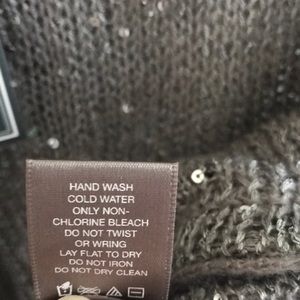 HAND WASH
COLD WATER
ONLY NON-
CHLORINE BLEACH
DO NOT TWIST
OR WRING
LAY FLAT TO DRY
DO NOT IRON
DO NOT DRY CLEAN